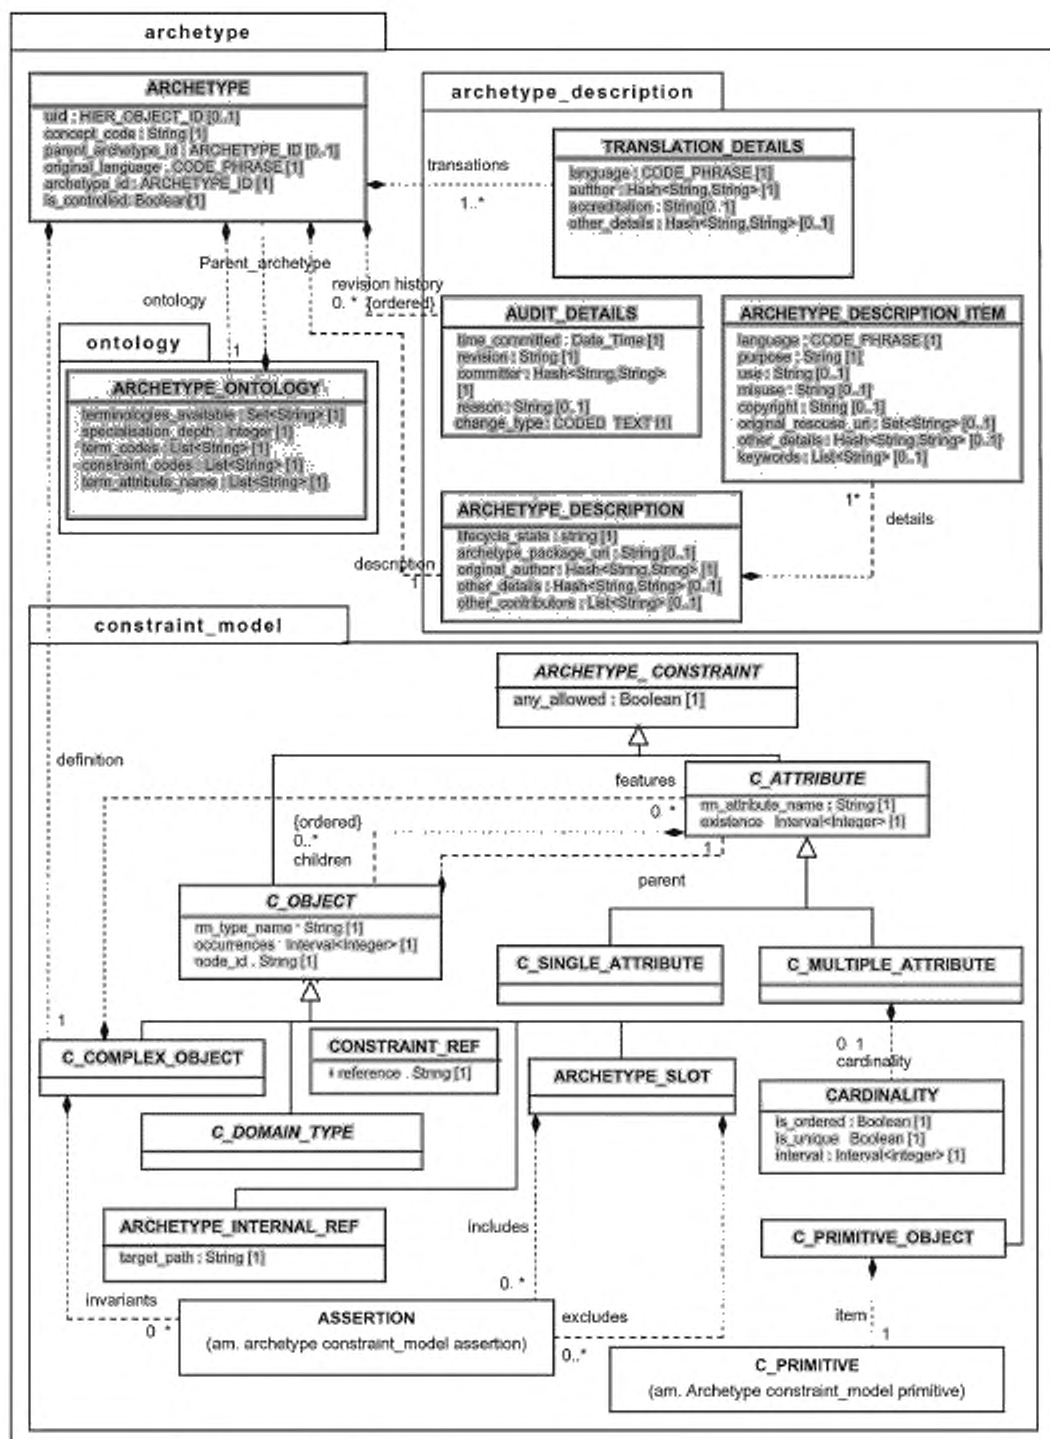 archetype
ARCHETYPE
uid : HIER_OBJECT_ID [0..1]
concept_code : String [1]
parent_archetype_id : ARCHETYPE_ID [0..1]
original_language : CODE_PHRASE [1]
archetype_id : ARCHETYPE_ID [1]
is_controlled: Boolean[1]
archetype_description
transations
1..*
TRANSLATION_DETAILS
language : CODE_PHRASE [1]
autthor : Hash<String,String> [1]
accreditation : String[0..1]
other_details : Hash<String,String> [0..1]
Parent_archetype
revision history
0. * {ordered}
ontology
1
AUDIT_DETAILS
time_committed : Data_Time [1]
revision : String [1]
committer : Hash<String,String>
[1]
reason : String [0..1]
change_type: CODED_TEXT [1]
ARCHETYPE_DESCRIPTION_ITEM
language : CODE_PHRASE [1]
purpose : String [1]
use : String [0..1]
misuse : String [0..1]
copyright : String [0..1]
original_rescuse_uri : Set<String> [0..1]
other_details : Hash<String,String> [0..1]
keywords : List<String> [0..1]
ontology
ARCHETYPE_ONTOLOGY
terminologies_available : Set<String> [1]
specialisation_depth : Integer [1]
term_codes : List<String> [1]
constraint_codes : List<String> [1]
term_attribute_name : List<String> [1]
1*
details
ARCHETYPE_DESCRIPTION
lifecycle_state : string [1]
archetype_package_uri : String [0..1]
original_author : Hash<String,String> [1]
other_details : Hash<String,String> [0..1]
other_contributors : List<String> [0..1]
description
1
constraint_model
ARCHETYPE_ CONSTRAINT
any_allowed : Boolean [1]
definition
features
0. *
C_ATTRIBUTE
rm_attribute_name : String [1]
existence Interval<Integer> [1]
{ordered}
0..*
children
1
parent
C_OBJECT
rm_type_name : String [1]
occurrences Interval<Integer> [1]
node_id . String [1]
C_SINGLE_ATTRIBUTE
C_MULTIPLE_ATTRIBUTE
1
C_COMPLEX_OBJECT
CONSTRAINT_REF
reference . String [1]
ARCHETYPE_SLOT
0 1
cardinality
CARDINALITY
is_ordered : Boolean [1]
is_unique Boolean [1]
interval : Interval<integer> [1]
C_DOMAIN_TYPE
ARCHETYPE_INTERNAL_REF
target_path : String [1]
includes
0. *
C_PRIMITIVE_OBJECT
invariants
0 *
ASSERTION
(am. archetype constraint_model assertion)
excludes
0..*
item
1
C_PRIMITIVE
(am. Archetype constraint_model primitive)